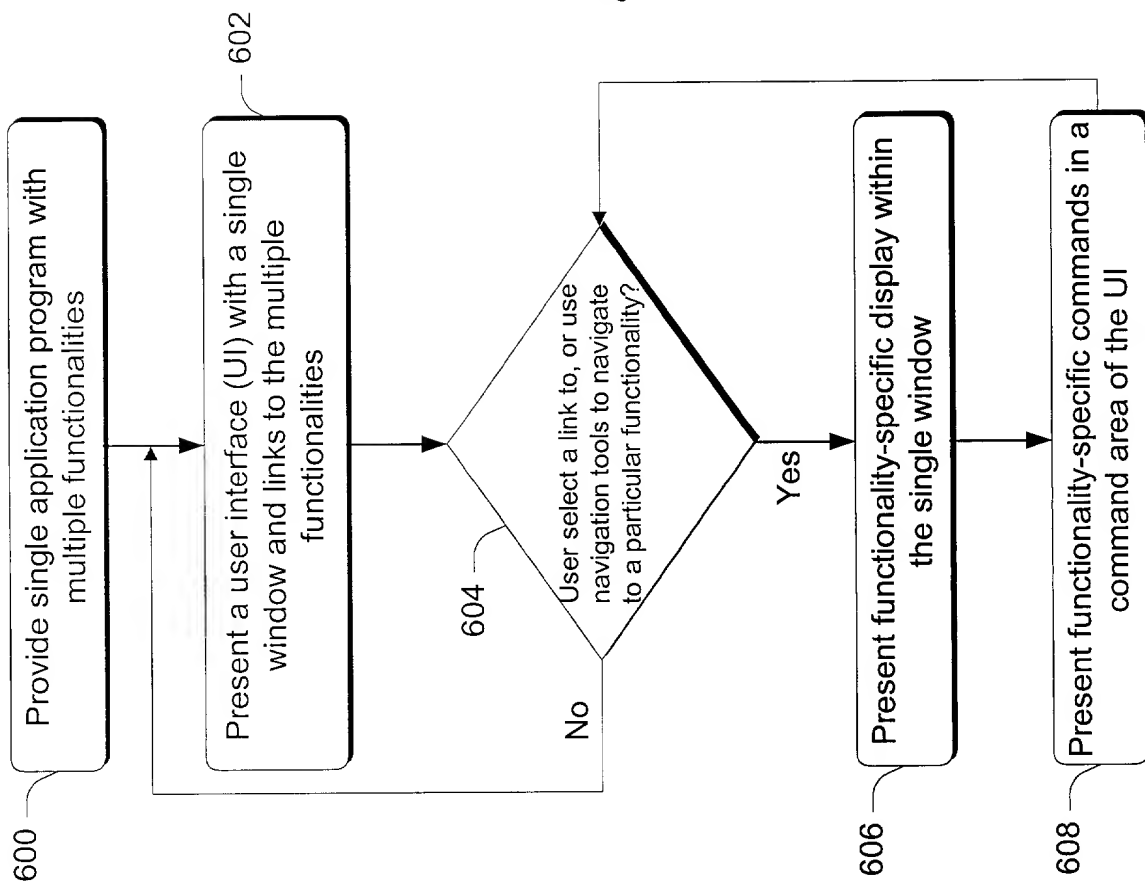 600
Provide single application program with
multiple functionalities
602
Present a user interface (UI) with a single
window and links to the multiple
functionalities
604
User select a link to, or use
navigation tools to navigate
to a particular functionality?
No
Yes
606
Present functionality-specific display within
the single window
608
Present functionality-specific commands in a
command area of the UI